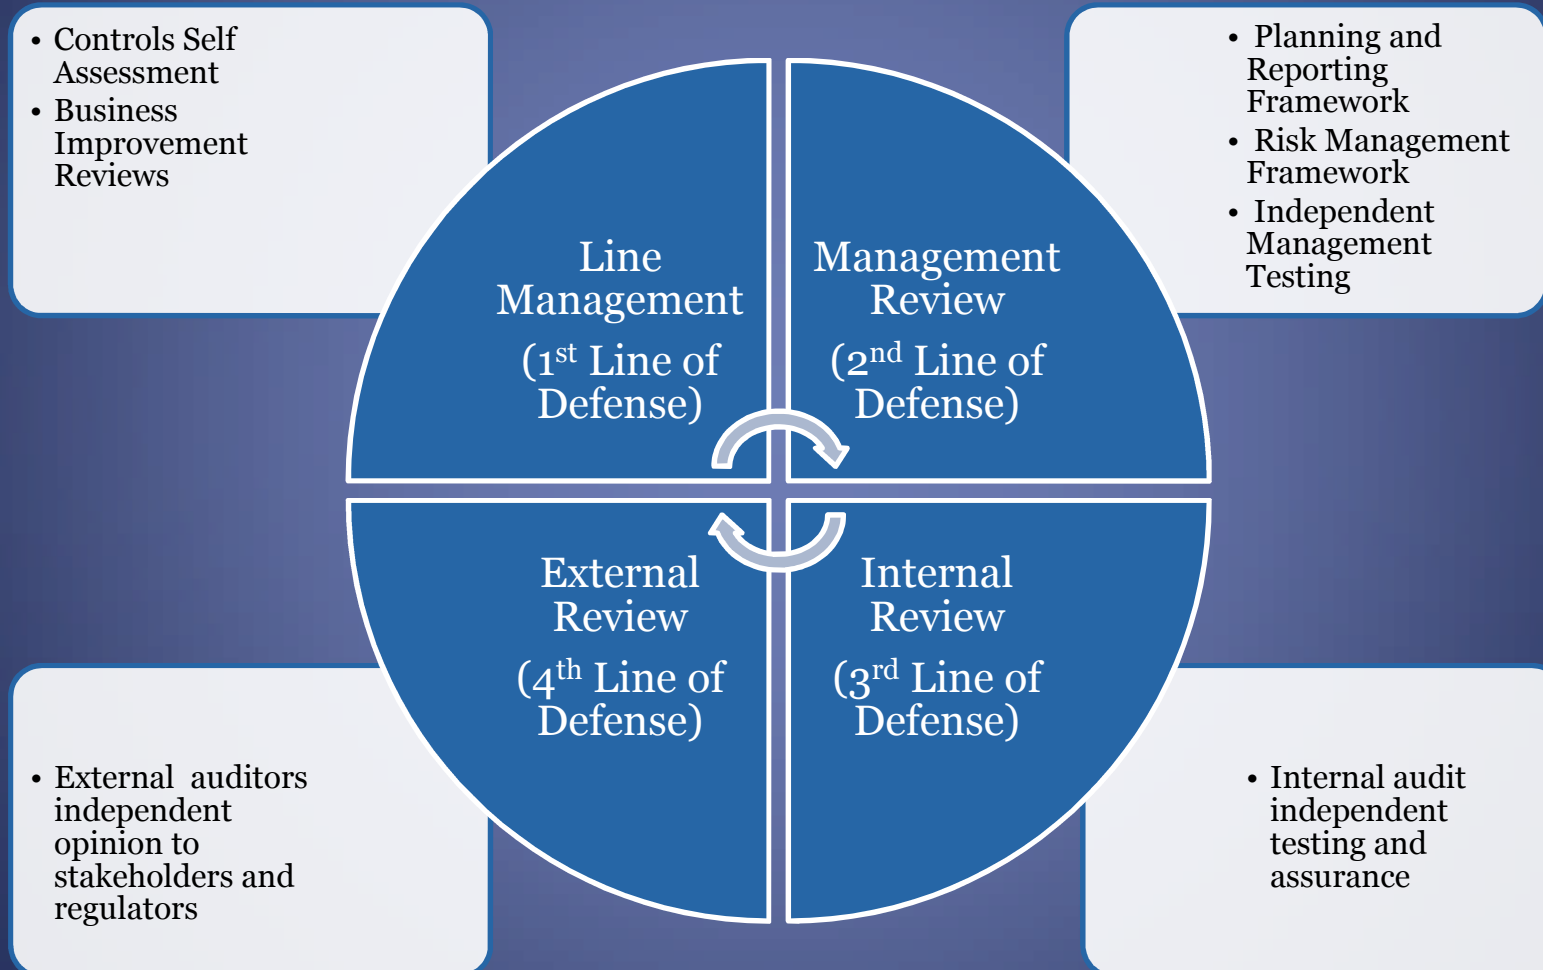 • Controls Self
Assessment
• Business
Improvement
Reviews
• Planning and
Reporting
Framework
• Risk Management
Framework
• Independent
Management
Testing
Line
Management
(1st Line of
Defense)
Management
Review
(2nd Line of
Defense)
External
Review
(4th Line of
Defense)
Internal
Review
(3rd Line of
Defense)
• External auditors
independent
opinion to
stakeholders and
regulators
• Internal audit
independent
testing and
assurance